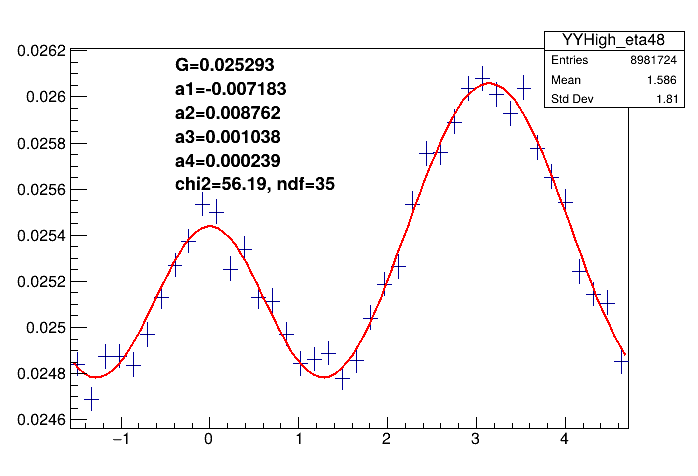 YYHigh_eta48
Entries 8981724
Mean 1.586
Std Dev 1.81
G=0.025293
a1=-0.007183
a2=0.008762
a3=0.001038
a4=0.000239
chi2=56.19, ndf=35
0.0262
0.026
0.0258
0.0256
0.0254
0.0252
0.025
0.0248
0.0246
−1 0 1 2 3 4